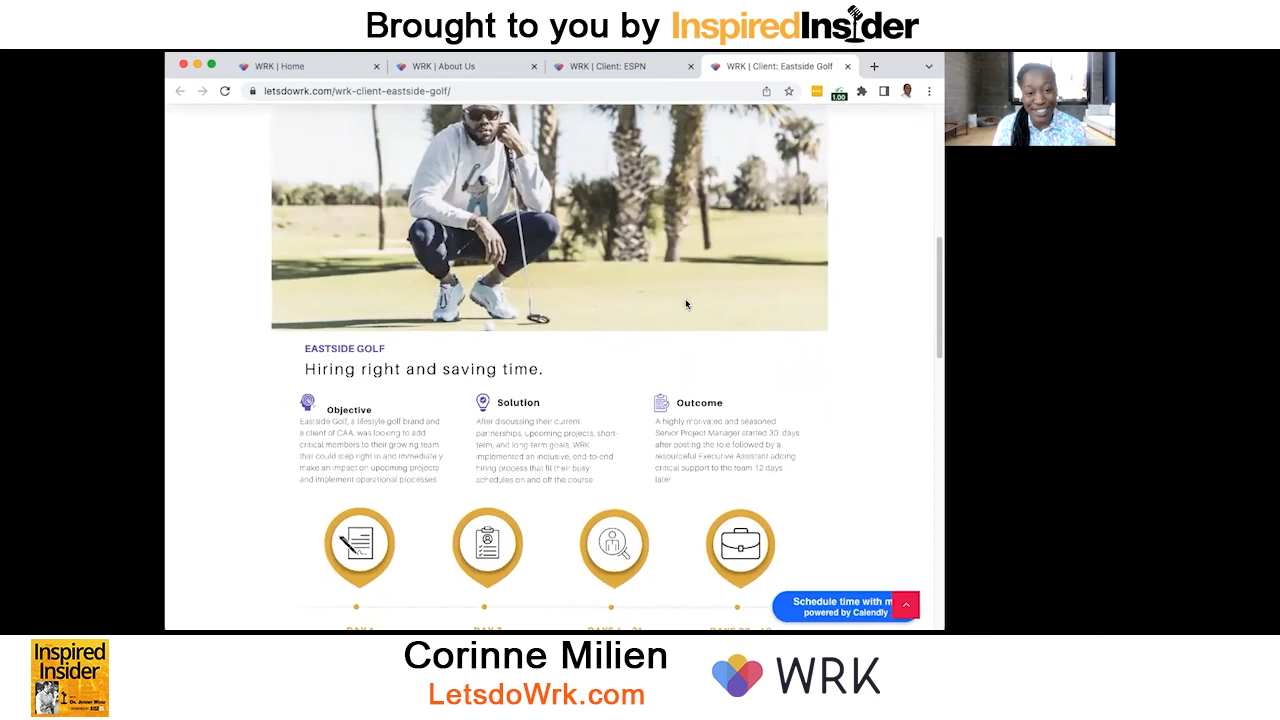 Brought to you by InspiredInsider
WRK | Home
WRK | About Us
WRK | Client: ESPN
WRK | Client: Eastside Golf
letsdowrk.com/wrk-client-eastside-golf/
1.00
EASTSIDE GOLF
Hiring right and saving time.
Objective
Eastside Golf, a lifestyle golf brand and
a client of CAA, was looking to add
critical members to their growing team
that could step right in and immediately
make an impact on upcoming projects
and implement operational processes
Solution
After discussing their current
partnerships, upcoming projects, short-
term, and long-term goals, WRK
implemented an inclusive, end-to-end
hiring process that fit their busy
schedules on and off the course
Outcome
A highly motivated and seasoned
Senior Project Manager started 30 days
after posting the role followed by a
resourceful Executive Assistant adding
critical support to the team 12 days
later
Schedule time with m
powered by Calendly
Inspired
Insider
Corinne Milien
LetsdoWrk.com
WRK